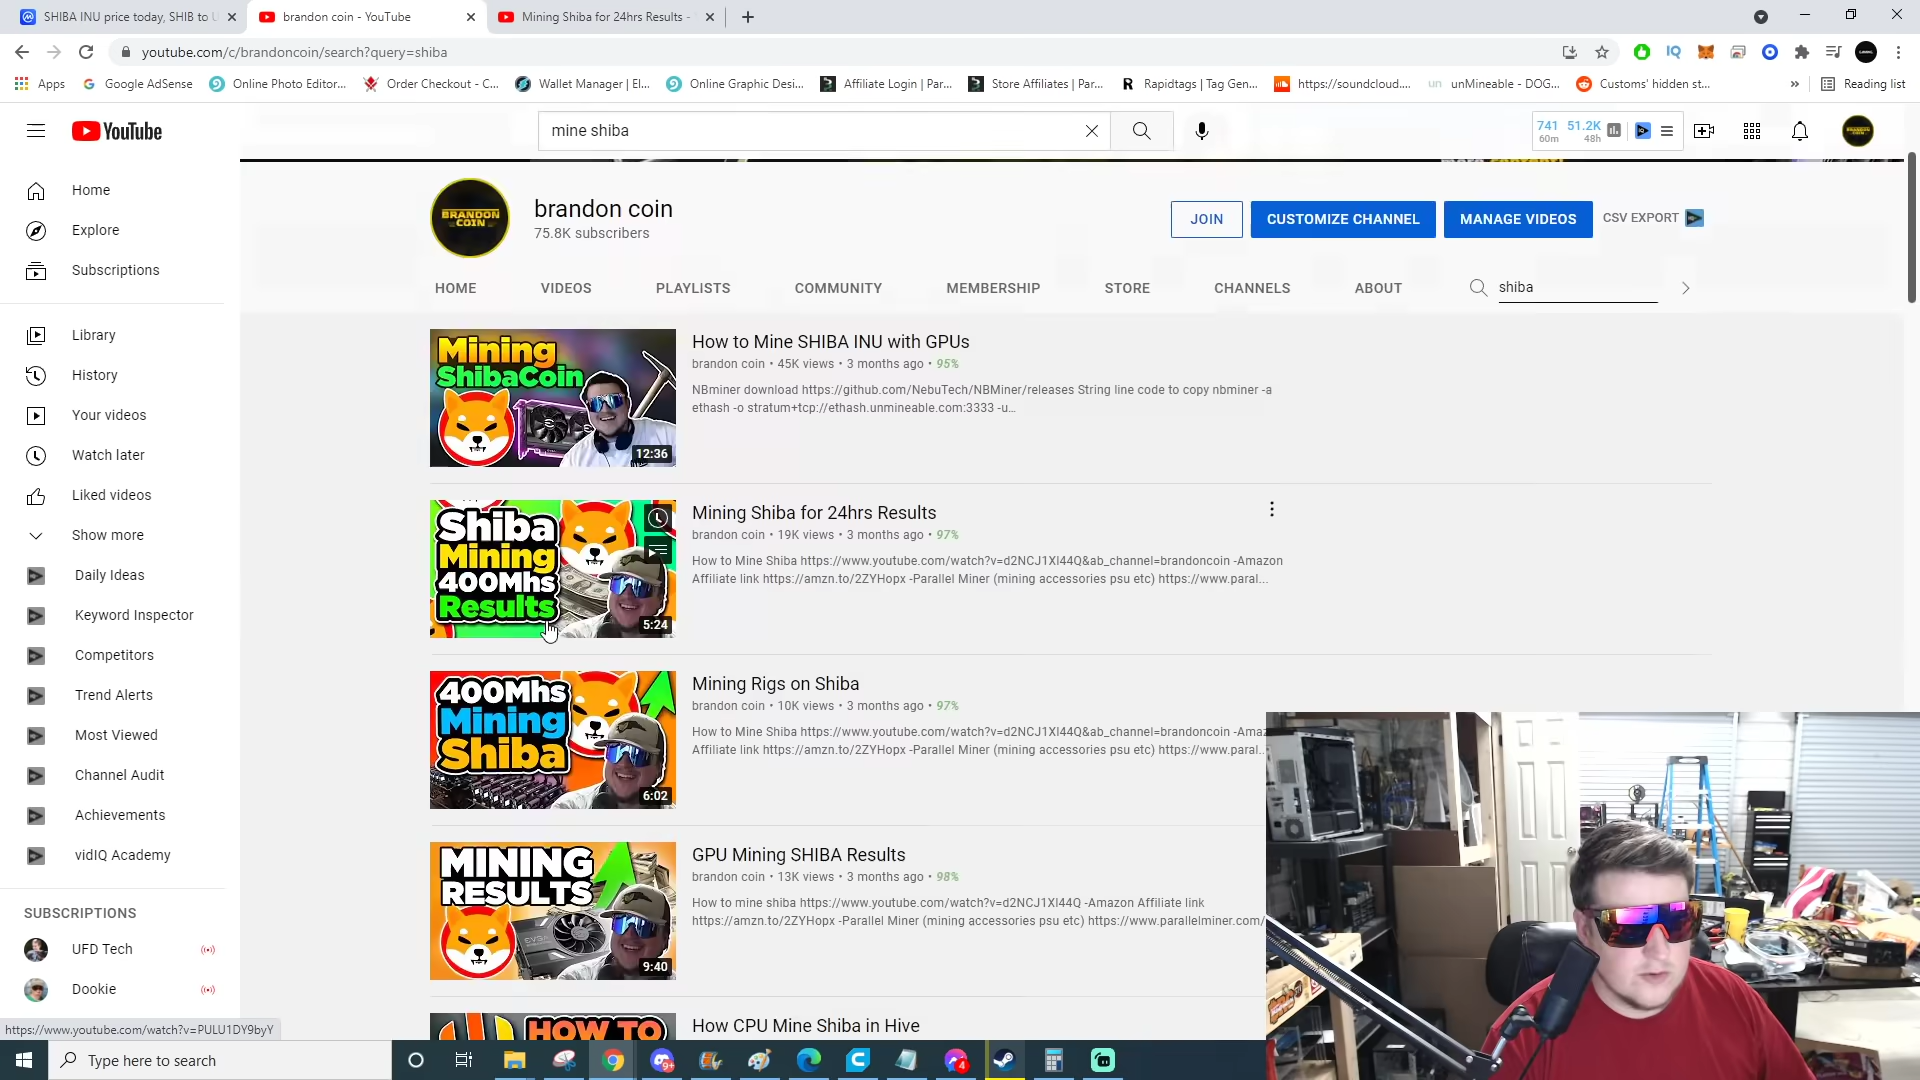 SHIBA INU price today, SHIB to U
brandon coin - YouTube
Mining Shiba for 24hrs Results -
youtube.com/c/brandoncoin/search?query=shiba
Apps
Google AdSense
Online Photo Editor...
Order Checkout - C...
Wallet Manager | El...
Online Graphic Desi...
Affiliate Login | Par...
Store Affiliates | Par...
Rapidtags | Tag Gen...
https://soundcloud....
unMineable - DOG...
Customs' hidden st...
Reading list
YouTube
mine shiba
741
60m
51.2K
48h
Home
Explore
Subscriptions
Library
History
Your videos
Watch later
Liked videos
Show more
Daily Ideas
Keyword Inspector
Competitors
Trend Alerts
Most Viewed
Channel Audit
Achievements
vidIQ Academy
SUBSCRIPTIONS
UFD Tech
Dookie
BRANDON
COIN
brandon coin
75.8K subscribers
JOIN
CUSTOMIZE CHANNEL
MANAGE VIDEOS
CSV EXPORT
HOME
VIDEOS
PLAYLISTS
COMMUNITY
MEMBERSHIP
STORE
CHANNELS
ABOUT
shiba
Mining
ShibaCoin
12:36
How to Mine SHIBA INU with GPUs
brandon coin • 45K views • 3 months ago • 95%
NBminer download https://github.com/NebuTech/NBMiner/releases String line code to copy nbminer -a
ethash -o stratum+tcp://ethash.unmineable.com:3333 -u...
Shiba
Mining
400Mhs
Results
5:24
Mining Shiba for 24hrs Results
brandon coin • 19K views • 3 months ago • 97%
How to Mine Shiba https://www.youtube.com/watch?v=d2NCJ1XI44Q&ab_channel=brandoncoin -Amazon
Affiliate link https://amzn.to/2ZYHopx -Parallel Miner (mining accessories psu etc) https://www.paral...
400Mhs
Mining
Shiba
6:02
Mining Rigs on Shiba
brandon coin • 10K views • 3 months ago • 97%
How to Mine Shiba https://www.youtube.com/watch?v=d2NCJ1XI44Q&ab_channel=brandoncoin -Amaz
Affiliate link https://amzn.to/2ZYHopx -Parallel Miner (mining accessories psu etc) https://www.paral..
MINING
RESULTS
EVGA
9:40
GPU Mining SHIBA Results
brandon coin • 13K views • 3 months ago • 98%
How to mine shiba https://www.youtube.com/watch?v=d2NCJ1XI44Q -Amazon Affiliate link
https://amzn.to/2ZYHopx -Parallel Miner (mining accessories psu etc) https://www.parallelminer.com/
HOW TO
How CPU Mine Shiba in Hive
https://www.youtube.com/watch?v=PULU1DY9byY
Type here to search
9+
4